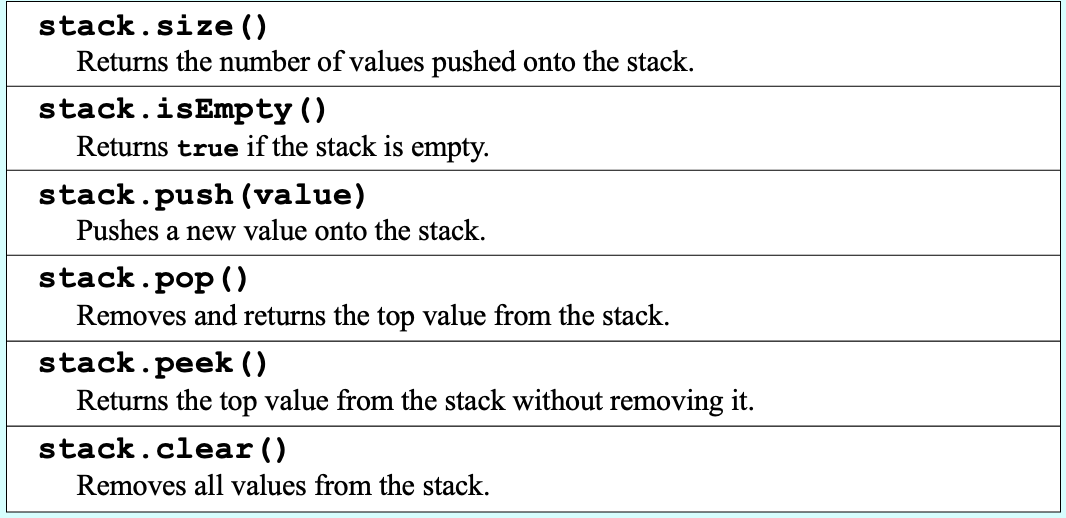 stack.size()
Returns the number of values pushed onto the stack.
stack.isEmpty()
Returns true if the stack is empty.
stack.push(value)
Pushes a new value onto the stack.
stack.pop()
Removes and returns the top value from the stack.
stack.peek()
Returns the top value from the stack without removing it.
stack.clear()
Removes all values from the stack.